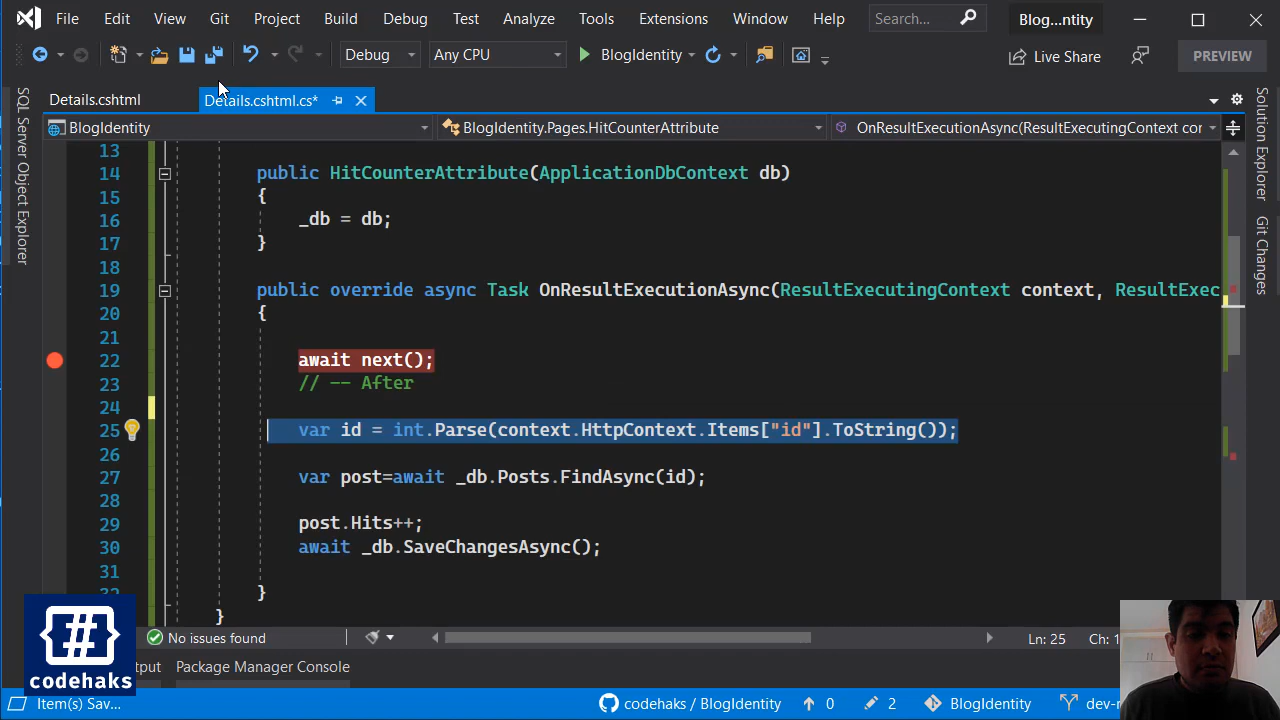 File Edit View Git Project Build Debug Test Analyze Tools Extensions Window Help Search... Blog...ntity
Debug Any CPU BlogIdentity Live Share PREVIEW
Details.cshtml Details.cshtml.cs*
BlogIdentity BlogIdentity.Pages.HitCounterAttribute OnResultExecutionAsync(ResultExecutingContext cor
SQL Server Object Explorer
Solution Explorer
Git Changes
13
14 public HitCounterAttribute(ApplicationDbContext db)
15 {
16 _db = db;
17 }
18
19 public override async Task OnResultExecutionAsync(ResultExecutingContext context, ResultExec
20 {
21
22 await next();
23 // -- After
24
25 var id = int.Parse(context.HttpContext.Items["id"].ToString());
26
27 var post=await _db.Posts.FindAsync(id);
28
29 post.Hits++;
30 await _db.SaveChangesAsync();
31
32 }
}
No issues found Ln: 25 Ch: 1
#
codehaks
tput Package Manager Console
Item(s) Sav... codehaks / BlogIdentity 0 2 BlogIdentity dev-r